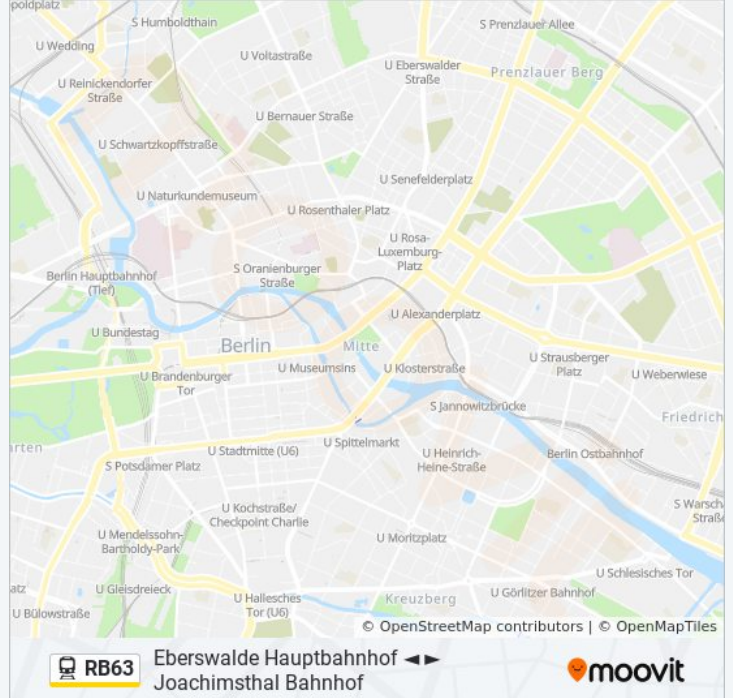 poldplatz
S Humboldthain
S Prenzlauer Allee
U Wedding
U Voltastraße
U Eberswalder
Straße
Prenzlauer Berg
U Reinickendorfer
Straße
U Bernauer Straße
U Schwartzkopffstraße
U Senefelderplatz
U Naturkundemuseum
U Rosenthaler Platz
U Rosa-
Luxemburg-
Platz
S Oranienburger
Straße
Berlin Hauptbahnhof
(Tief)
U Alexanderplatz
U Bundestag
Berlin
Mitte
U Strausberger
Platz
U Museumsins
U Klosterstraße
U Weberwiese
U Brandenburger
Tor
S Jannowitzbrücke
Friedrich
U Spittelmarkt
rten
U Stadtmitte (U6)
U Heinrich-
Heine-Straße
Berlin Ostbahnhof
S Potsdamer Platz
S Warsch
Straße
U Kochstraße/
Checkpoint Charlie
U Mendelssohn-
Bartholdy-Park
U Moritzplatz
U Schlesisches Tor
atz
U Gleisdreieck
U Hallesches
Tor (U6)
Kreuzberg
U Görlitzer Bahnhof
U Bülowstraße
© OpenStreetMap contributors | © OpenMapTiles
RB63
Eberswalde Hauptbahnhof ◄►
Joachimsthal Bahnhof
moovit